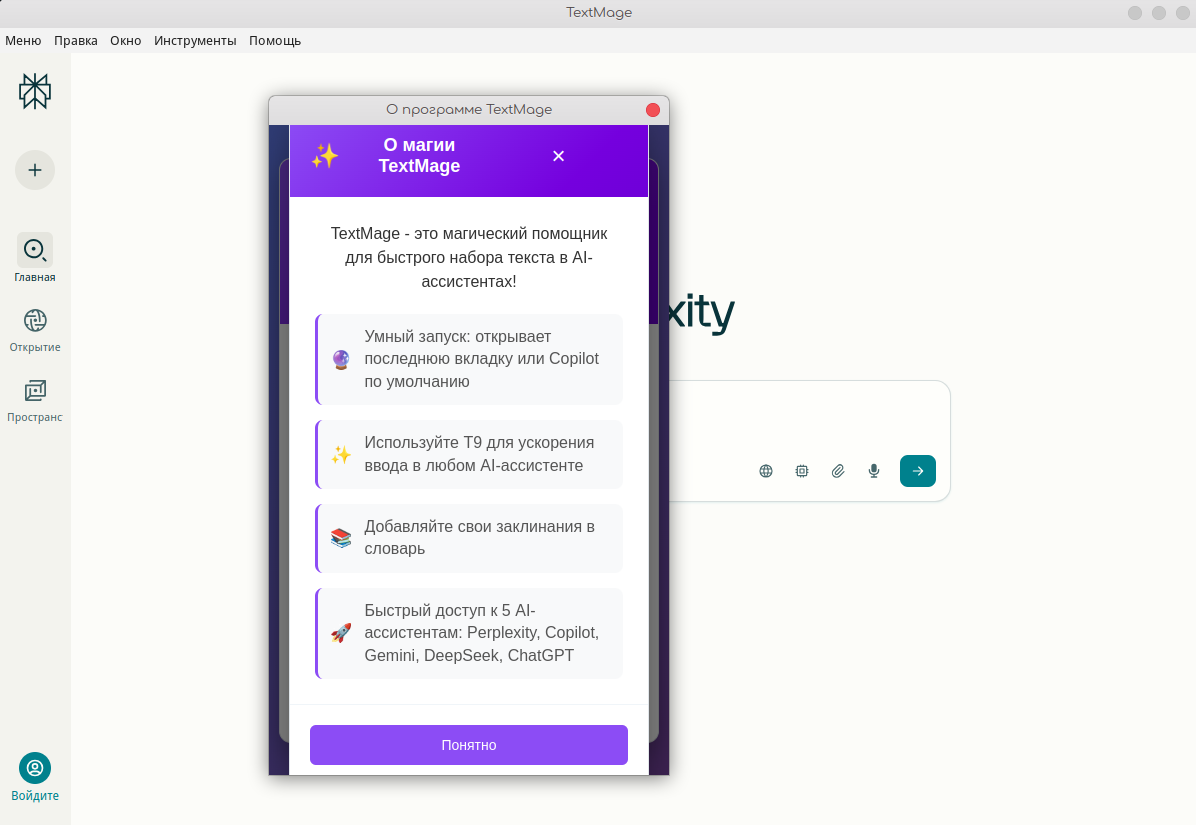 TextMage
Меню Правка Окно Инструменты Помощь
О программе TextMage
О магии
TextMage
TextMage - это магический помощник
для быстрого набора текста в AI-
ассистентах!
Умный запуск: открывает
последнюю вкладку или Copilot
по умолчанию
Используйте T9 для ускорения
ввода в любом AI-ассистенте
Добавляйте свои заклинания в
словарь
Быстрый доступ к 5 AI-
ассистентам: Perplexity, Copilot,
Gemini, DeepSeek, ChatGPT
Понятно
Главная
Открытие
Пространс
Войдите
xity